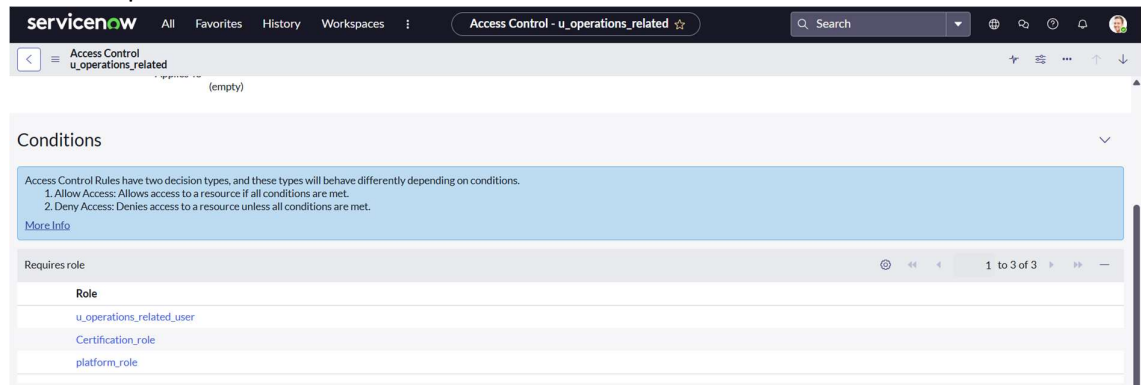 servicenow All Favorites History Workspaces Access Control - u_operations_related Search
Access Control
u_operations_related
(empty)
Conditions
Access Control Rules have two decision types, and these types will behave differently depending on conditions.
1. Allow Access: Allows access to a resource if all conditions are met.
2. Deny Access: Denies access to a resource unless all conditions are met.
More Info
Requires role 1 to 3 of 3
Role
u_operations_related_user
Certification_role
platform_role